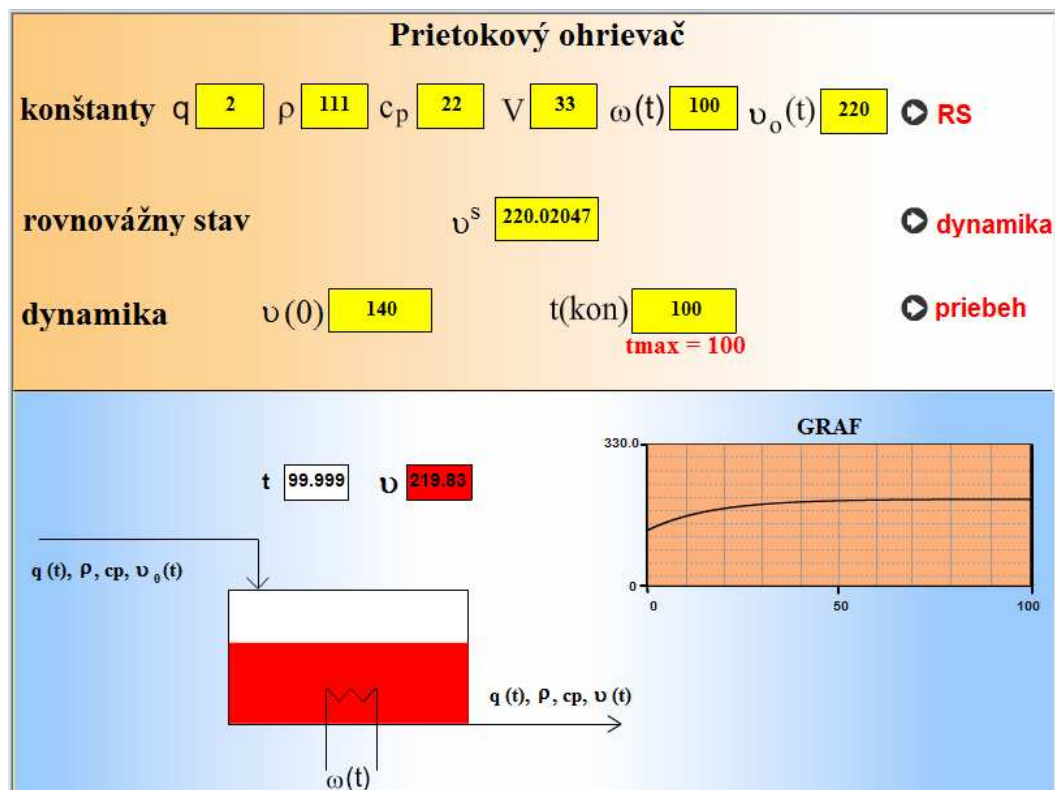 Prietokový ohrievač
konštanty q 2 ρ 111 cp 22 V 33 ω(t) 100 υo(t) 220 RS
rovnovážny stav υs 220.02047 dynamika
dynamika υ(0) 140 t(kon) 100 priebeh
tmax = 100
GRAF
330.0
t 99.999 υ 219.83
q (t), ρ, cp, υ0(t)
0
0 50 100
q (t), ρ, cp, υ (t)
ω(t)